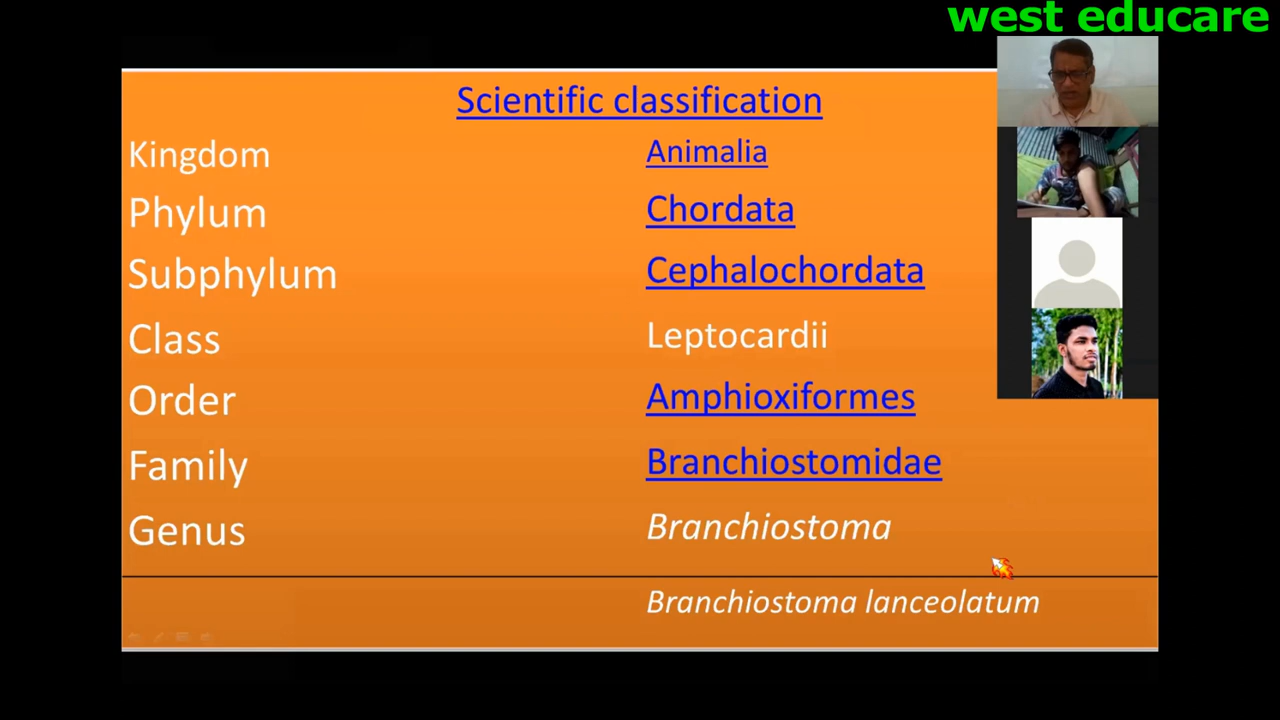 west educare
Scientific classification
Kingdom Animalia
Phylum Chordata
Subphylum Cephalochordata
Class Leptocardii
Order Amphioxiformes
Family Branchiostomidae
Genus Branchiostoma
Branchiostoma lanceolatum